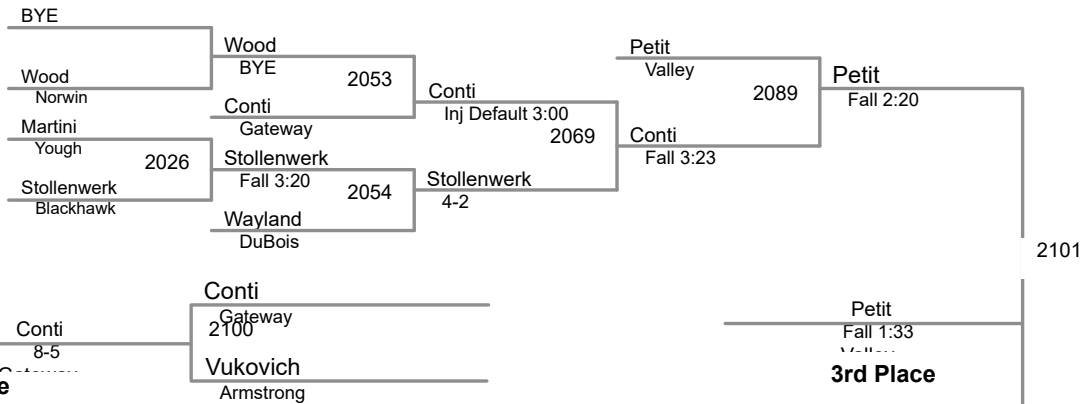 BYE
Wood
BYE
Wood
Norwin
2053
Conti
Inj Default 3:00
Conti
Gateway
Martini
Yough
2026
Stollenwerk
Fall 3:20
2069
Stollenwerk
Blackhawk
2054
Stollenwerk
4-2
Wayland
DuBois
Petit
Valley
2089
Petit
Fall 2:20
Conti
Fall 3:23
2101
Conti
Gateway
2100
Conti
8-5
Vukovich
Armstrong
Petit
Fall 1:33
3rd Place